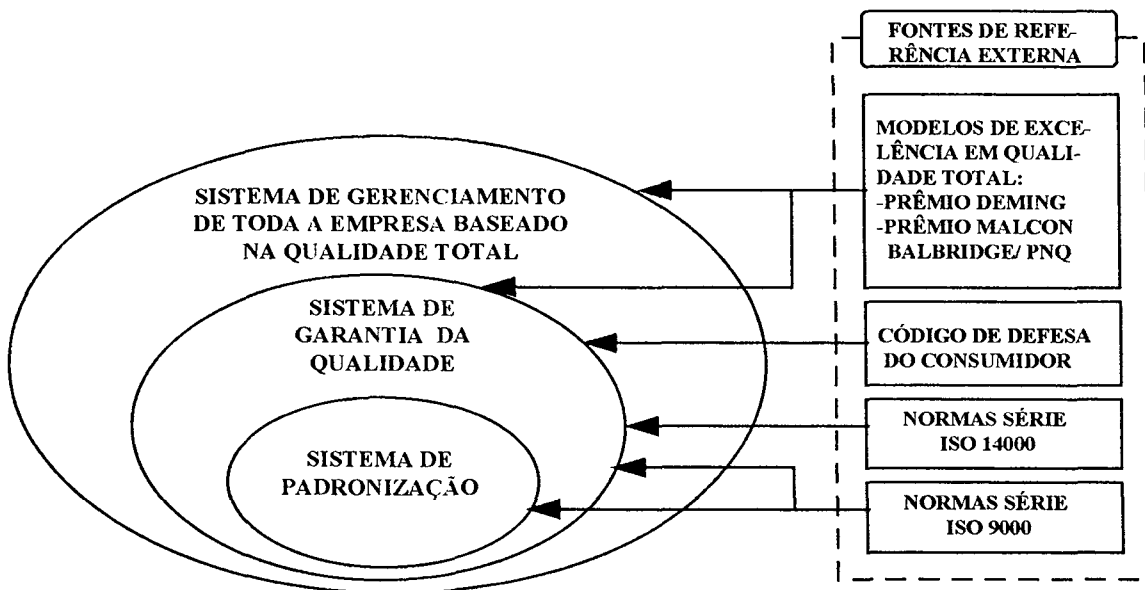 SISTEMA DE GERENCIAMENTO
DE TODA A EMPRESA BASEADO
NA QUALIDADE TOTAL
SISTEMA DE
GARANTIA DA
QUALIDADE
SISTEMA DE
PADRONIZAÇÃO
FONTES DE REFE-
RÊNCIA EXTERNA
MODELOS DE EXCE-
LÊNCIA EM QUALI-
DADE TOTAL:
-PRÊMIO DEMING
-PRÊMIO MALCON
BALBRIDGE/ PNQ
CÓDIGO DE DEFESA
DO CONSUMIDOR
NORMAS SÉRIE
ISO 14000
NORMAS SÉRIE
ISO 9000